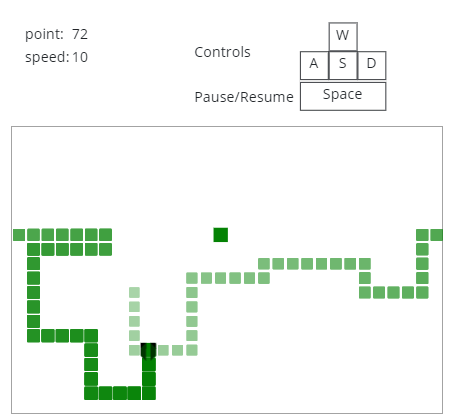 point: 72
speed: 10
Controls
W
A S D
Pause/Resume Space